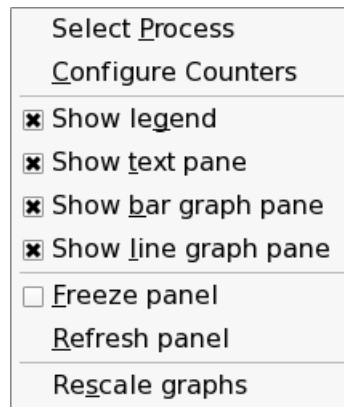 Select Process
Configure Counters
Show legend
Show text pane
Show bar graph pane
Show line graph pane
Freeze panel
Refresh panel
Rescale graphs